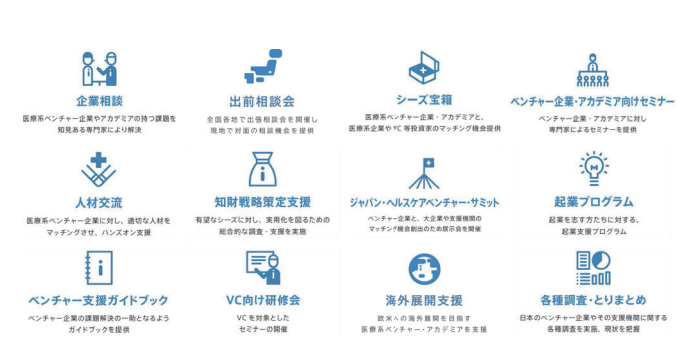 企業相談
医療系ベンチャー企業やアカデミアの持つ課題を
知見ある専門家により解決
出前相談会
全国各地で出張相談会を開催し
現地で対面の相談機会を提供
シーズ宝箱
医療系ベンチャー企業・アカデミアと、
医療系企業や VC 等投資家のマッチング機会提供
ベンチャー企業・アカデミア向けセミナー
ベンチャー企業・アカデミアに対し
専門家によるセミナーを提供
人材交流
医療系ベンチャー企業に対し、適切な人材を
マッチングさせ、ハンズオン支援
知財戦略策定支援
有望なシーズに対し、実用化を図るための
総合的な調査・支援を実施
ジャパン・ヘルスケアベンチャー・サミット
ベンチャー企業と、大企業や支援機関の
マッチング機会創出のため展示会を開催
起業プログラム
起業を志す方たちに対する、
起業支援プログラム
ベンチャー支援ガイドブック
ベンチャー企業の課題解決の一助となるよう
ガイドブックを提供
VC向け研修会
VC を対象とした
セミナーの開催
海外展開支援
欧米への海外展開を目指す
医療系ベンチャー・アカデミアを支援
各種調査・とりまとめ
日本のベンチャー企業やその支援機関に関する
各種調査を実施、現状を把握